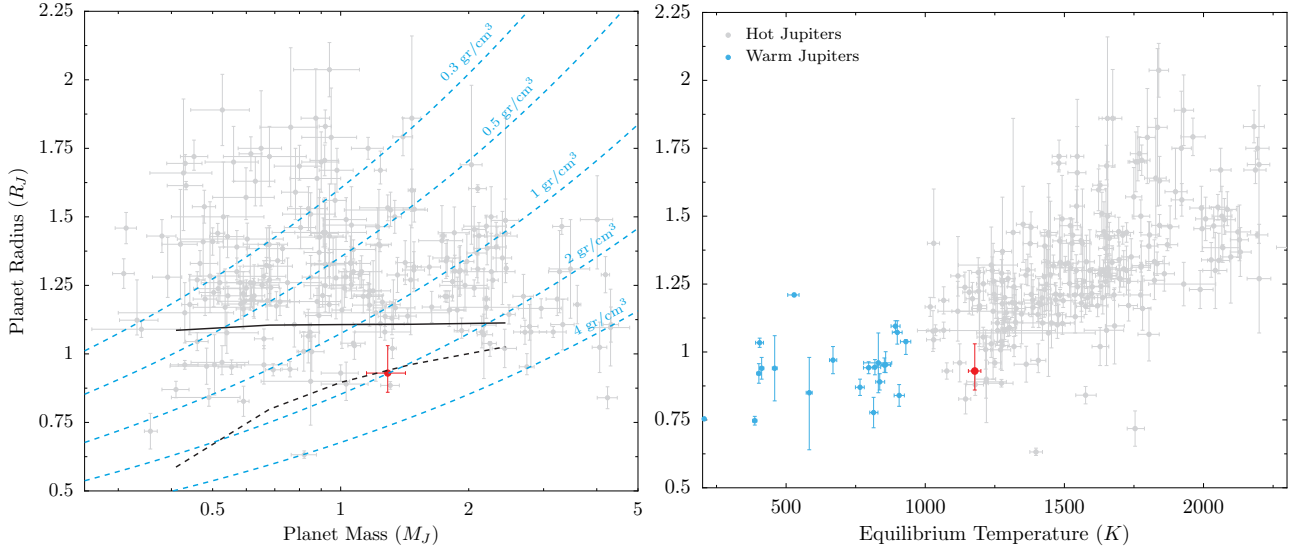 2.25
2
1.75
1.5
1.25
1
0.75
0.5
Planet Radius (R_J)
0.3 gr/cm³
0.5 gr/cm³
1 gr/cm³
2 gr/cm³
4 gr/cm³
0.5
1
2
5
Planet Mass (M_J)
2.25
2
1.75
1.5
1.25
1
0.75
0.5
Hot Jupiters
Warm Jupiters
500
1000
1500
2000
Equilibrium Temperature (K)